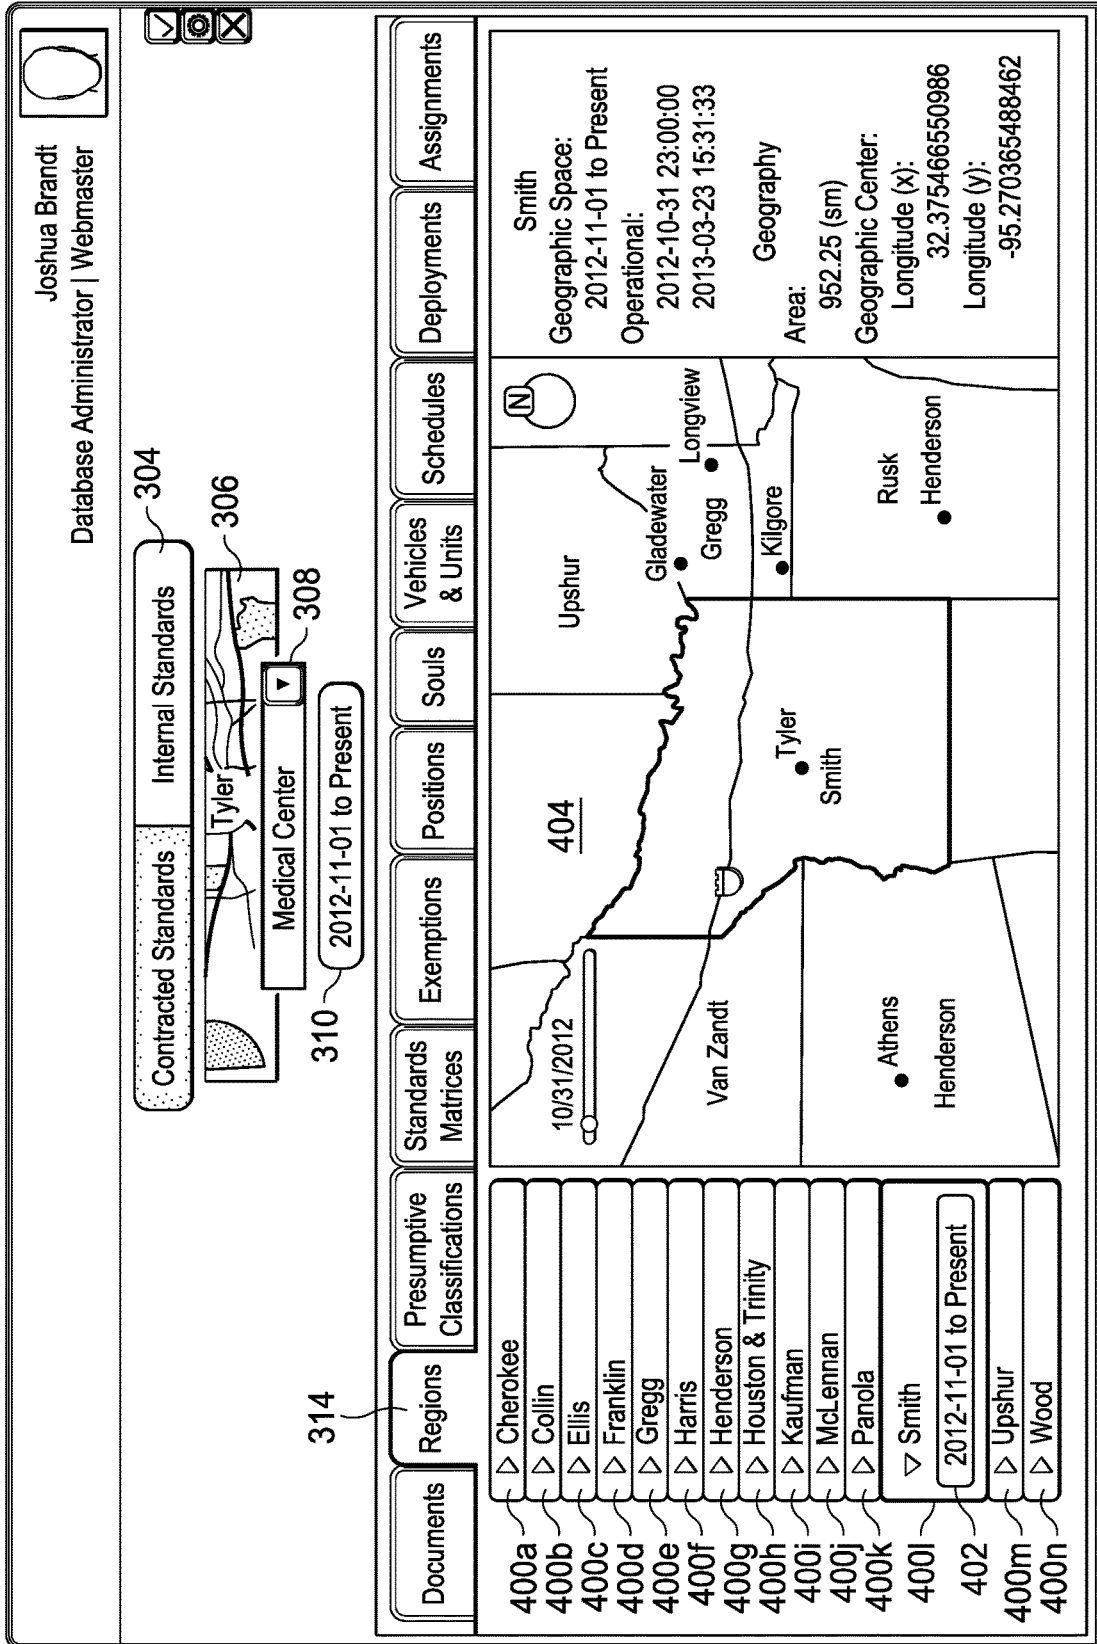 Joshua Brandt
Database Administrator | Webmaster
Contracted Standards
Internal Standards
304
Tyler
306
Medical Center
▼
308
310
2012-11-01 to Present
314
Documents
Regions
Presumptive
Classifications
Standards
Matrices
Exemptions
Positions
Souls
Vehicles
& Units
Schedules
Deployments
Assignments
400a
▷ Cherokee
400b
▷ Collin
400c
▷ Ellis
400d
▷ Franklin
400e
▷ Gregg
400f
▷ Harris
400g
▷ Henderson
400h
▷ Houston & Trinity
400i
▷ Kaufman
400j
▷ McLennan
400k
▷ Panola
400l
▽ Smith
402
2012-11-01 to Present
400m
▷ Upshur
400n
▷ Wood
10/31/2012
404
N
Upshur
Gladewater
Longview
Gregg
Kilgore
Van Zandt
Tyler
Smith
Rusk
Henderson
Athens
Henderson
Smith
Geographic Space:
2012-11-01 to Present
Operational:
2012-10-31 23:00:00
2013-03-23 15:31:33
Geography
Area:
952.25 (sm)
Geographic Center:
Longitude (x):
32.375466550986
Longitude (y):
-95.270365488462